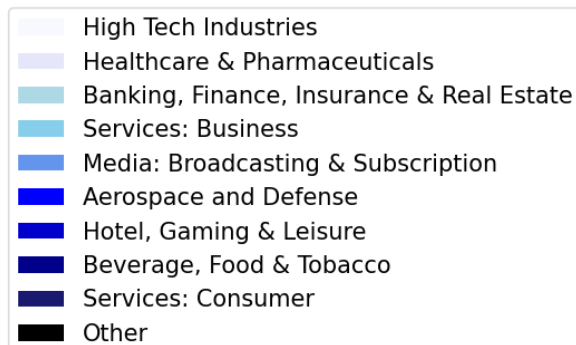 High Tech Industries
Healthcare & Pharmaceuticals
Banking, Finance, Insurance & Real Estate
Services: Business
Media: Broadcasting & Subscription
Aerospace and Defense
Hotel, Gaming & Leisure
Beverage, Food & Tobacco
Services: Consumer
Other